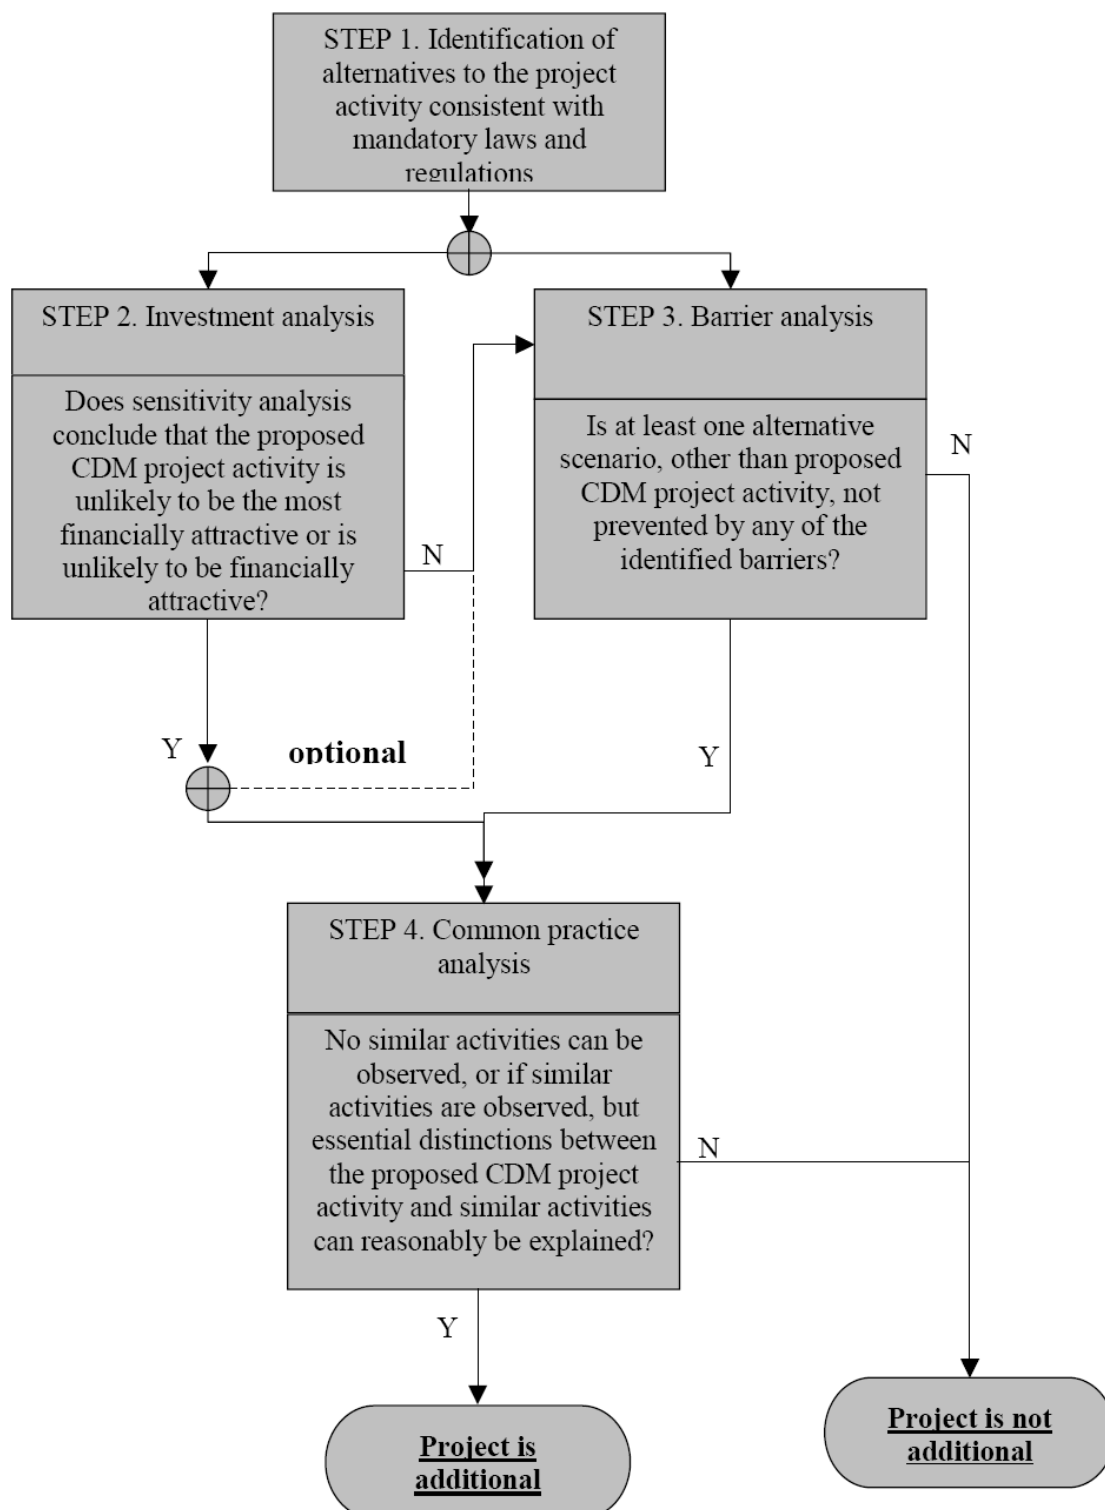 STEP 1. Identification of
alternatives to the project
activity consistent with
mandatory laws and
regulations
STEP 2. Investment analysis
Does sensitivity analysis
conclude that the proposed
CDM project activity is
unlikely to be the most
financially attractive or is
unlikely to be financially
attractive?
N
STEP 3. Barrier analysis
Is at least one alternative
scenario, other than proposed
CDM project activity, not
prevented by any of the
identified barriers?
N
Y
optional
Y
STEP 4. Common practice
analysis
No similar activities can be
observed, or if similar
activities are observed, but
essential distinctions between
the proposed CDM project
activity and similar activities
can reasonably be explained?
N
Y
Project is
additional
Project is not
additional